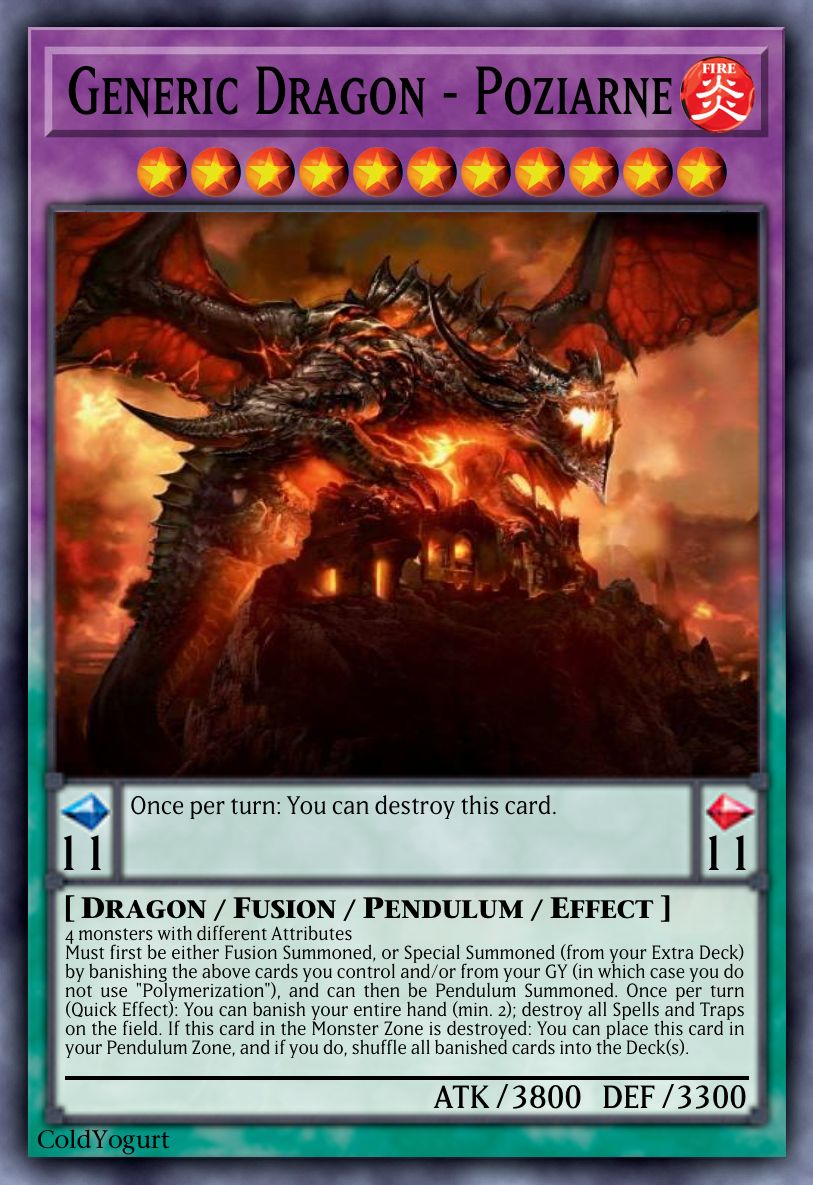 Generic Dragon - Poziarne
FIRE
炎
Once per turn: You can destroy this card.
11
11
[ Dragon / Fusion / Pendulum / Effect ]
4 monsters with different Attributes
Must first be either Fusion Summoned, or Special Summoned (from your Extra Deck)
by banishing the above cards you control and/or from your GY (in which case you do
not use "Polymerization"), and can then be Pendulum Summoned. Once per turn
(Quick Effect): You can banish your entire hand (min. 2); destroy all Spells and Traps
on the field. If this card in the Monster Zone is destroyed: You can place this card in
your Pendulum Zone, and if you do, shuffle all banished cards into the Deck(s).
ATK / 3800 DEF / 3300
ColdYogurt